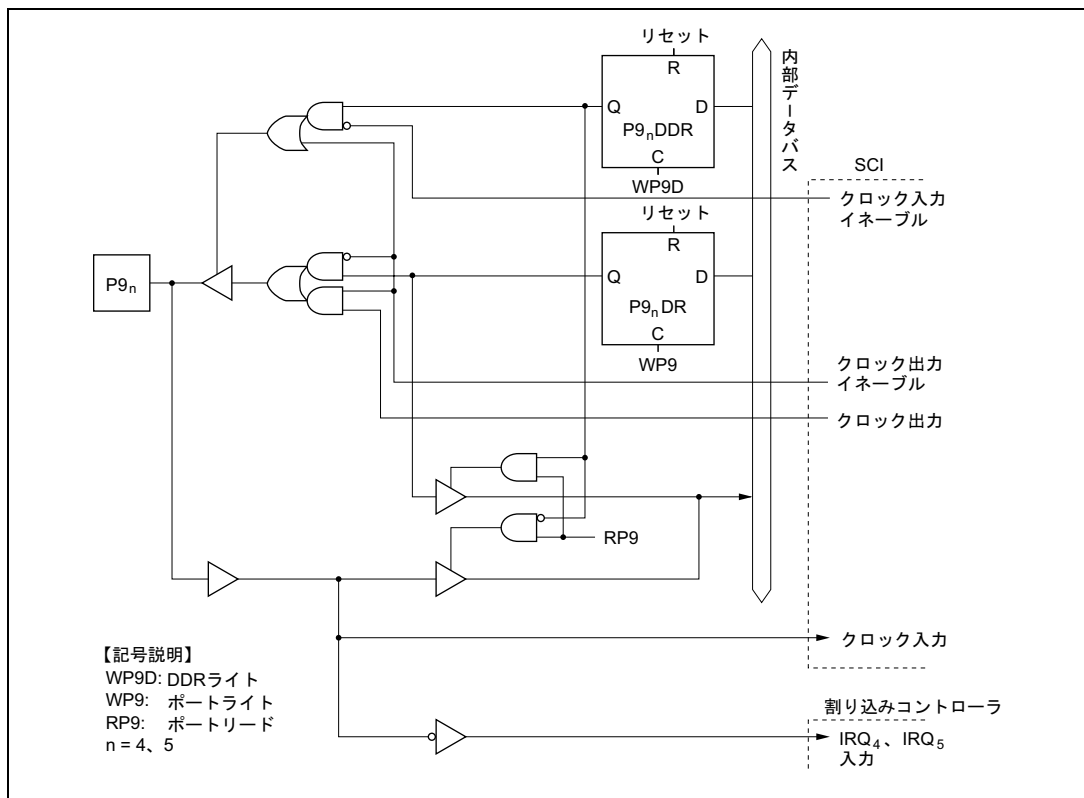 リセット
R
Q
D
P9nDDR
C
WP9D
内部データバス
SCI
クロック入力
イネーブル
リセット
R
Q
D
P9nDR
C
WP9
P9n
クロック出力
イネーブル
クロック出力
RP9
クロック入力
【記号説明】
WP9D: DDRライト
WP9: ポートライト
RP9: ポートリード
n = 4、5
割り込みコントローラ
IRQ4、IRQ5
入力